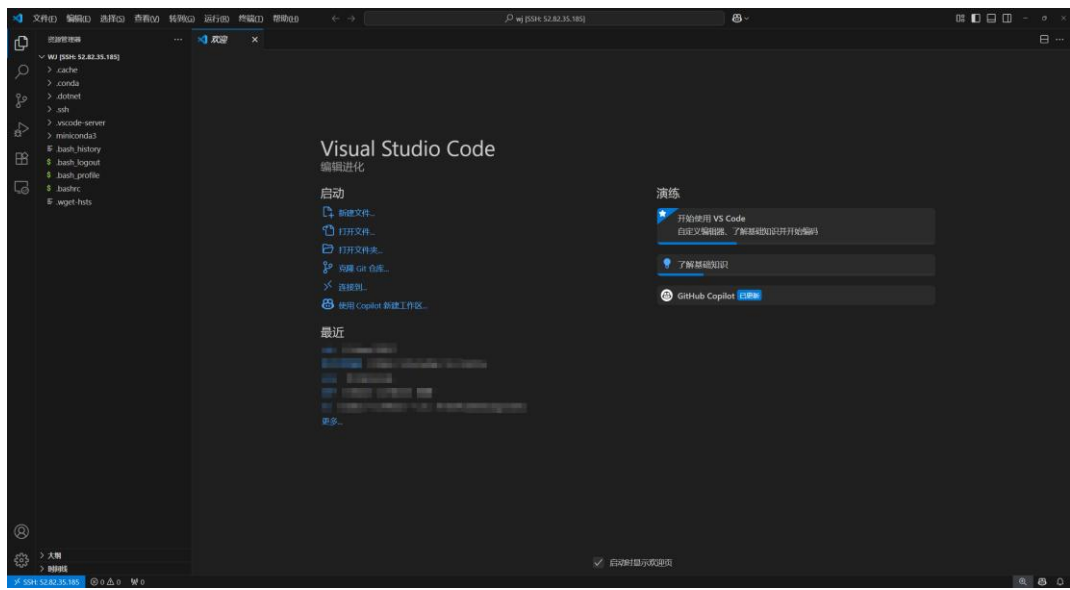 文件(F) 编辑(E) 选择(S) 查看(V) 转到(G) 运行(R) 终端(T) 帮助(H) wj [SSH: 52.82.35.185]
资源管理器
欢迎
WJ [SSH: 52.82.35.185]
.cache
.conda
.dotnet
.ssh
.vscode-server
miniconda3
.bash_history
.bash_logout
.bash_profile
.bashrc
.wget-hsts
Visual Studio Code
编辑进化
启动
新建文件...
打开文件...
打开文件夹...
克隆 Git 仓库...
连接到...
使用 Copilot 新建工作区...
最近
更多...
演练
开始使用 VS Code
自定义编辑器、了解基础知识并开始编码
了解基础知识
GitHub Copilot 已更新
大纲
时间线
启动时显示欢迎页
SSH: 52.82.35.185 0 0 0